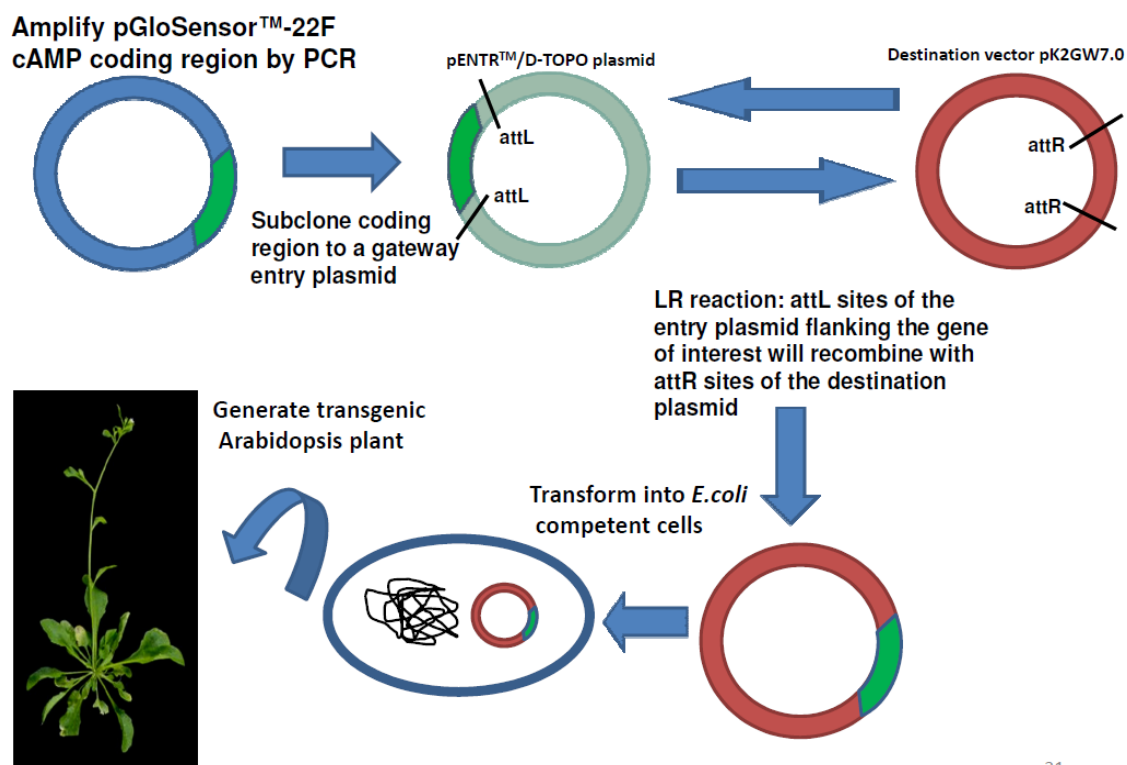 Amplify pGloSensor™-22F
cAMP coding region by PCR
pENTR™/D-TOPO plasmid
Destination vector pK2GW7.0
attL
attL
attR
attR
Subclone coding
region to a gateway
entry plasmid
LR reaction: attL sites of the
entry plasmid flanking the gene
of interest will recombine with
attR sites of the destination
plasmid
Generate transgenic
Arabidopsis plant
Transform into E.coli
competent cells